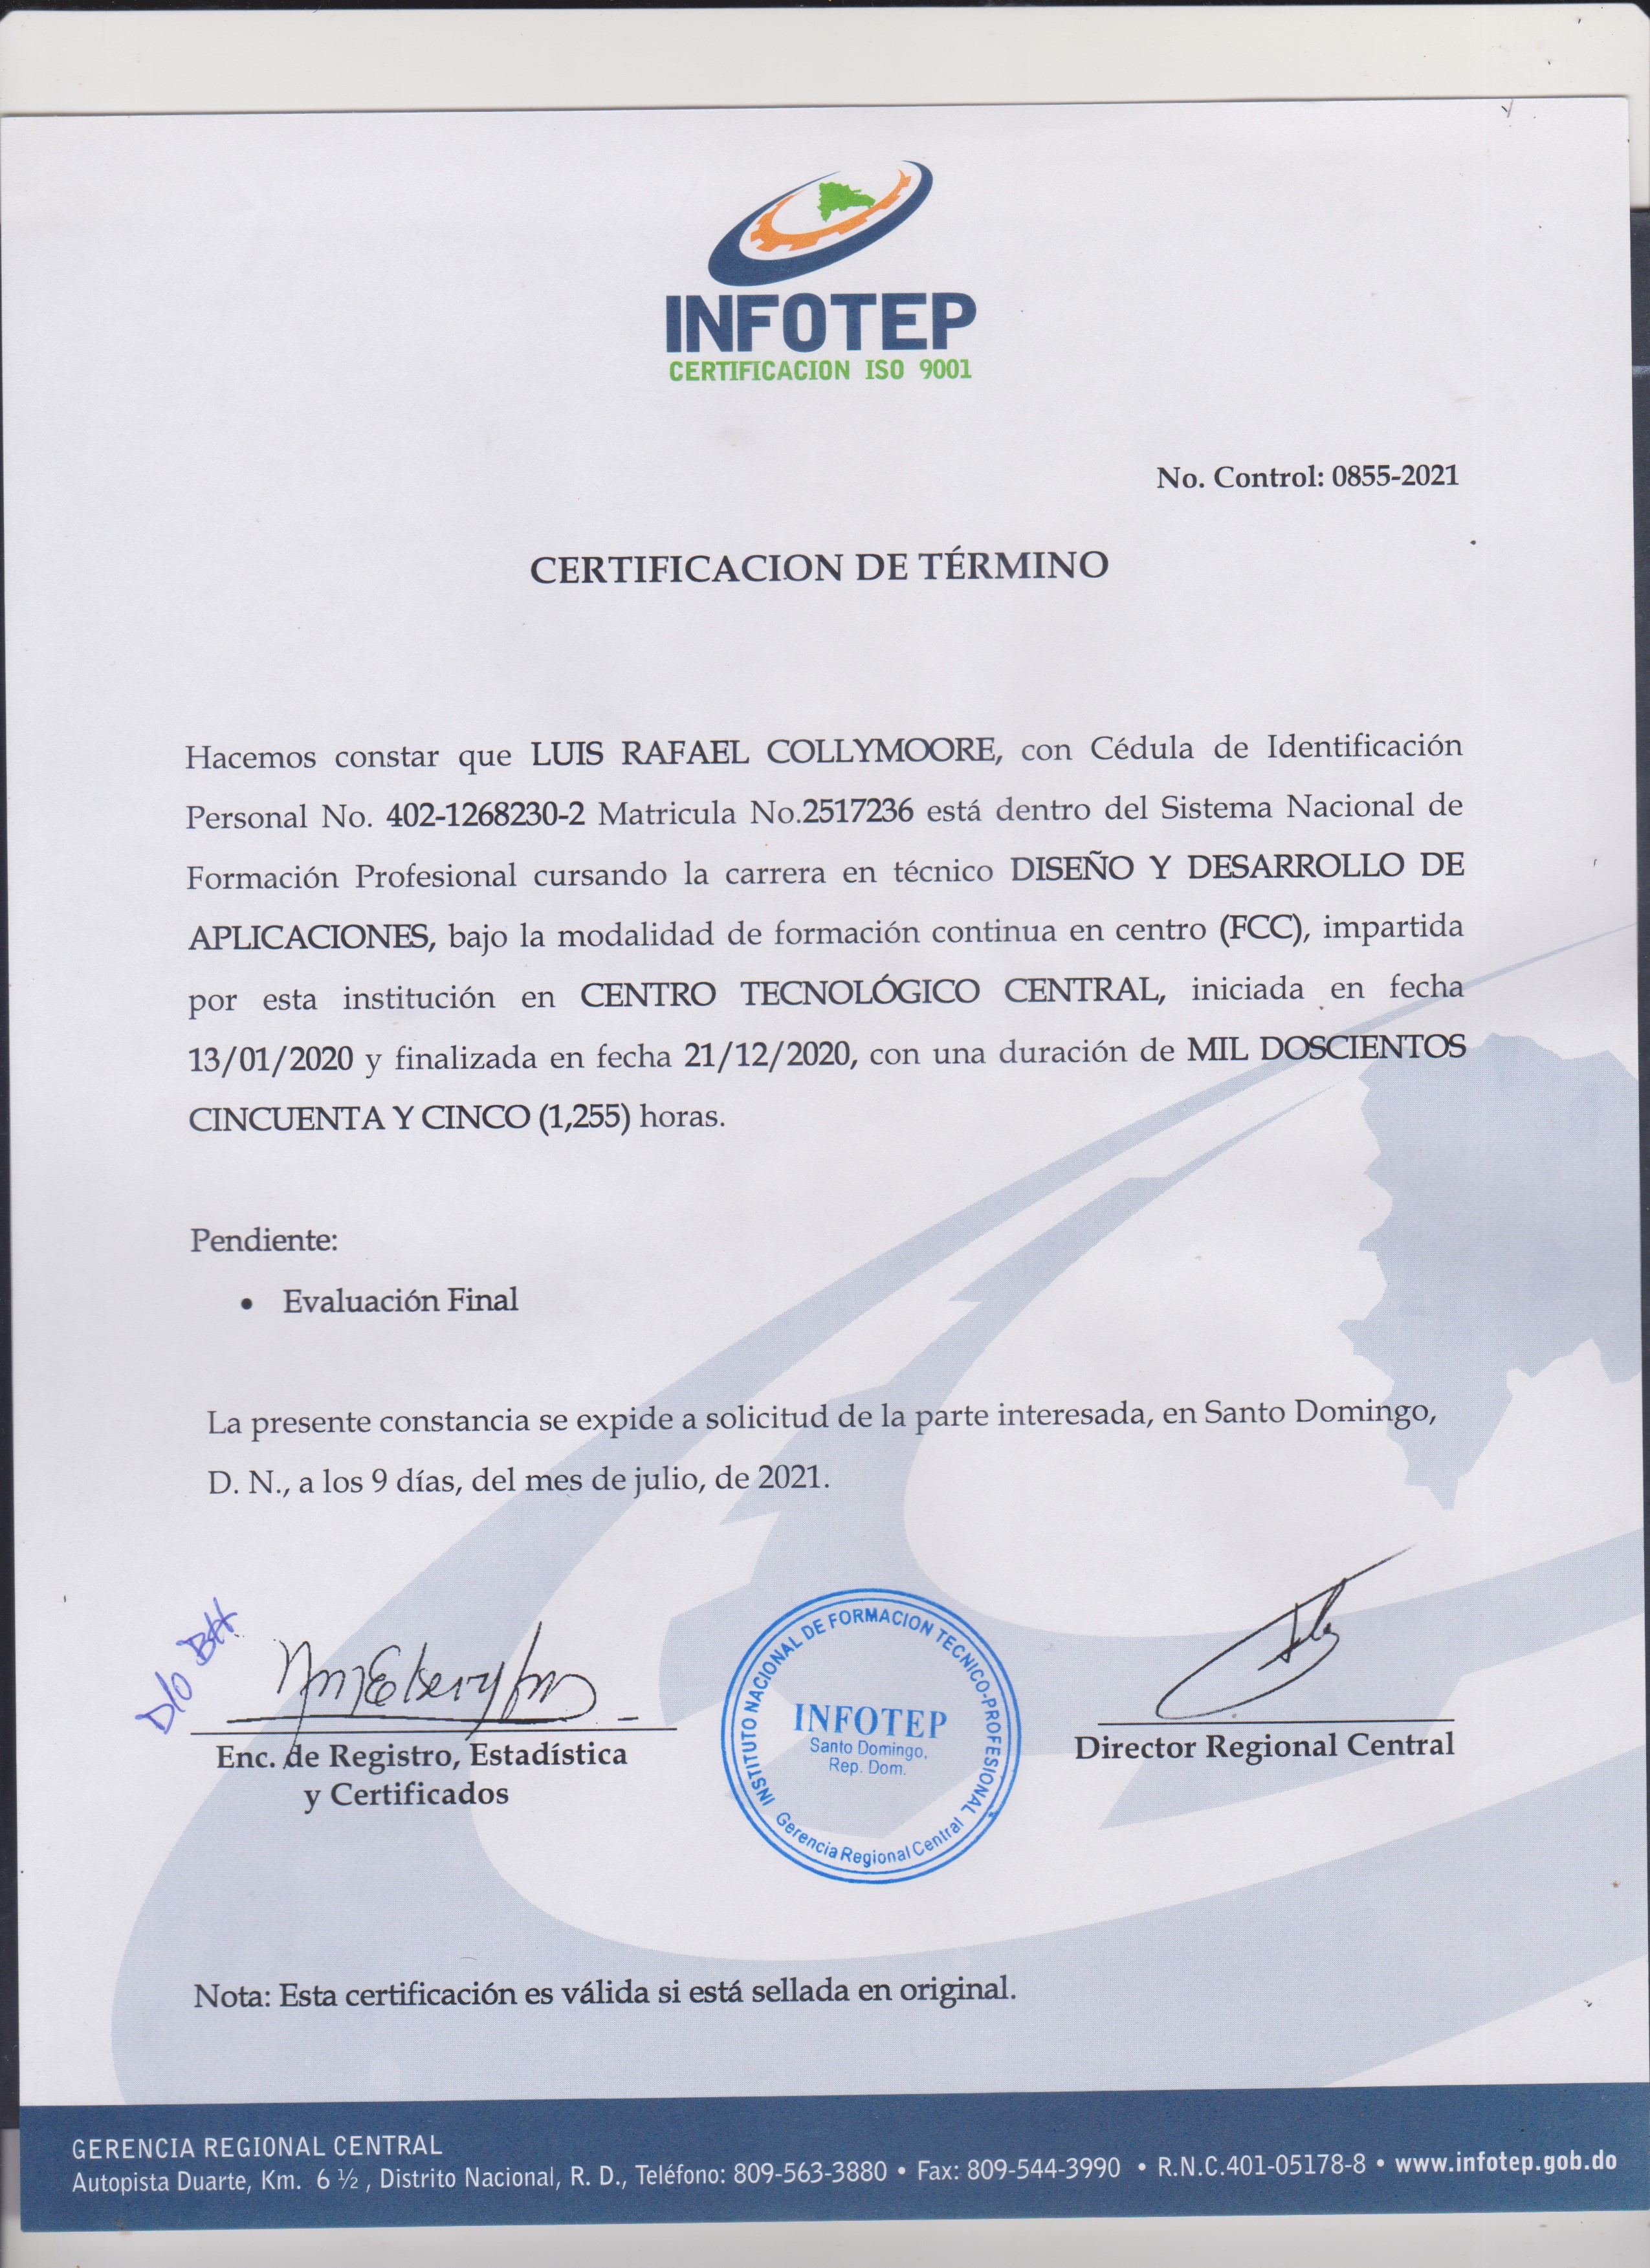 INFOTEP
CERTIFICACION ISO 9001
No. Control: 0855-2021
CERTIFICACION DE TÉRMINO
Hacemos constar que LUIS RAFAEL COLLYMOORE, con Cédula de Identificación
Personal No. 402-1268230-2 Matricula No.2517236 está dentro del Sistema Nacional de
Formación Profesional cursando la carrera en técnico DISEÑO Y DESARROLLO DE
APLICACIONES, bajo la modalidad de formación continua en centro (FCC), impartida
por esta institución en CENTRO TECNOLÓGICO CENTRAL, iniciada en fecha
13/01/2020 y finalizada en fecha 21/12/2020, con una duración de MIL DOSCIENTOS
CINCUENTA Y CINCO (1,255) horas.
Pendiente:
• Evaluación Final
La presente constancia se expide a solicitud de la parte interesada, en Santo Domingo,
D. N., a los 9 días, del mes de julio, de 2021.
D/o BH
Enc. de Registro, Estadística
y Certificados
INSTITUTO NACIONAL DE FORMACION TECNICO-PROFESIONAL
INFOTEP
Santo Domingo,
Rep. Dom.
Gerencia Regional Central
Director Regional Central
Nota: Esta certificación es válida si está sellada en original.
GERENCIA REGIONAL CENTRAL
Autopista Duarte, Km. 6 ½ , Distrito Nacional, R. D., Teléfono: 809-563-3880 • Fax: 809-544-3990 • R.N.C.401-05178-8 • www.infotep.gob.do